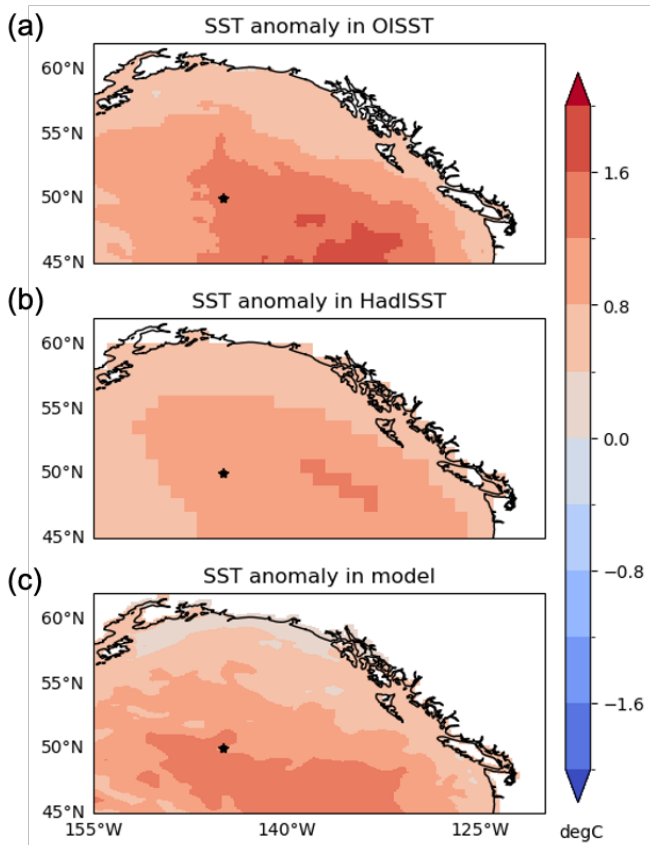 (a)
SST anomaly in OISST
60°N
55°N
50°N
45°N
(b)
SST anomaly in HadISST
60°N
55°N
50°N
45°N
(c)
SST anomaly in model
60°N
55°N
50°N
45°N
155°W 140°W 125°W
1.6
0.8
0.0
−0.8
−1.6
degC